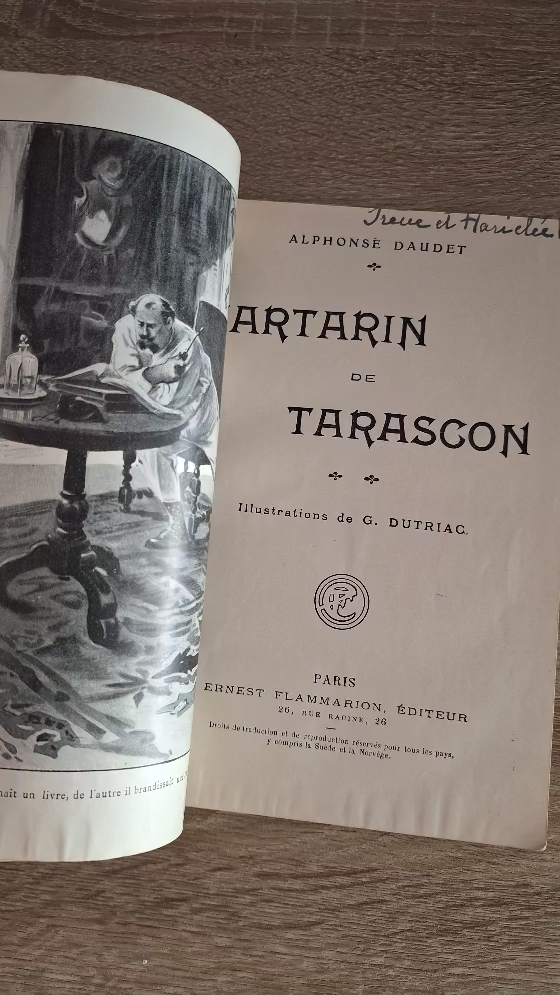 nait un livre, de l'autre il brandissait
Irene et Hariclée
ALPHONSE DAUDET
ARTARIN
DE
TARASCON
Illustrations de G. DUTRIAC
PARIS
ERNEST FLAMMARION, ÉDITEUR
26, RUE RACINE, 26
Droits de traduction et de reproduction réservés pour tous les pays,
y compris la Suède et la Norvège.